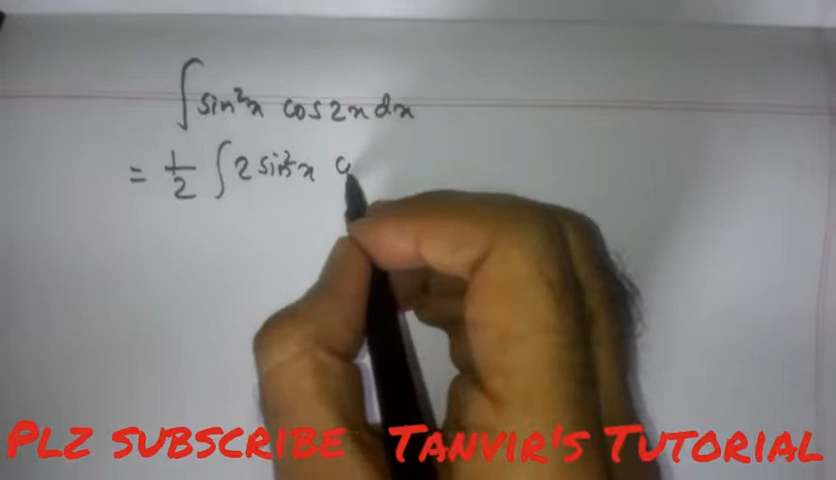 ∫ sin²x cos2x dx
= 1/2 ∫ 2 sin²x c
Plz subscribe Tanvir's Tutorial